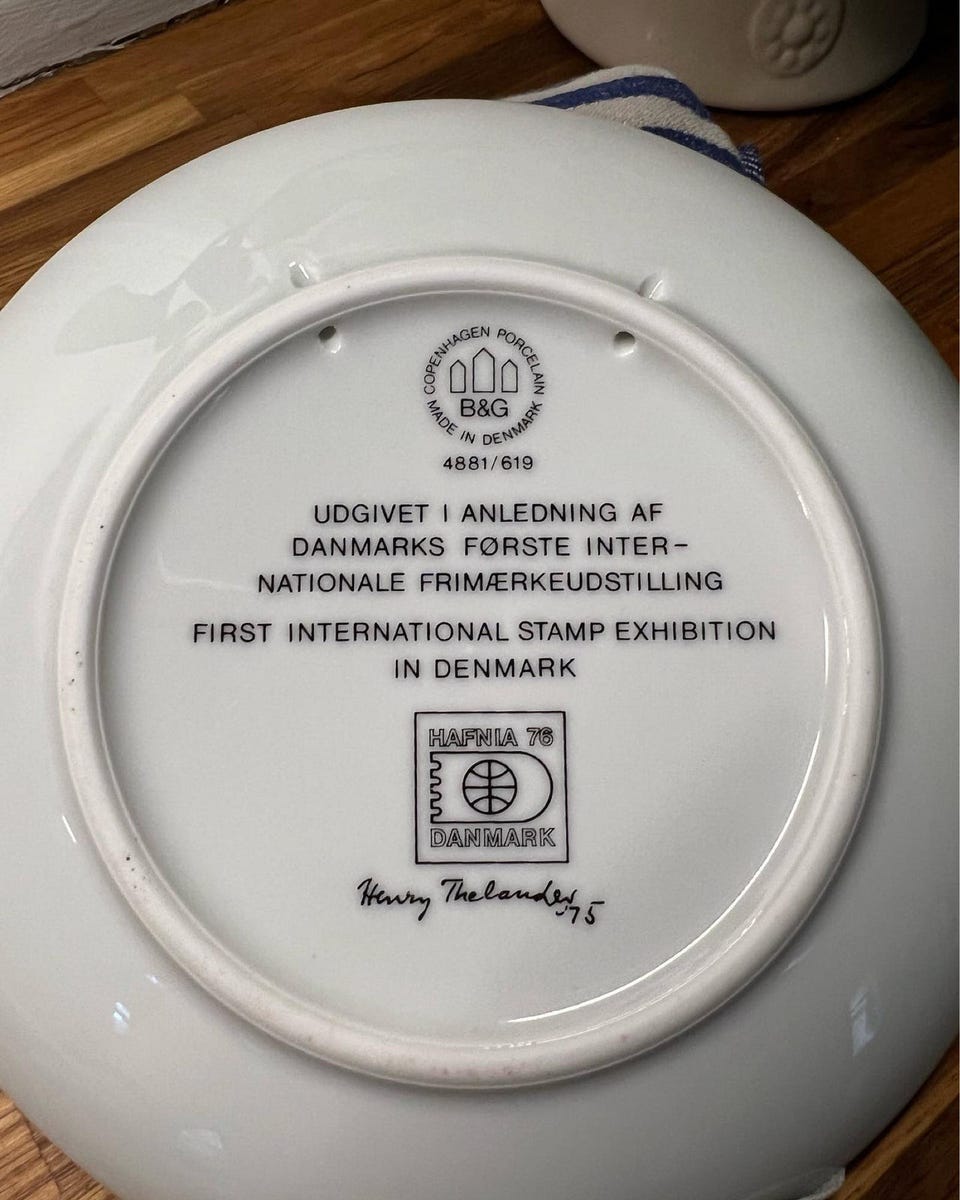 COPENHAGEN PORCELAIN
B&G
MADE IN DENMARK
4881/619
UDGIVET I ANLEDNING AF
DANMARKS FØRSTE INTER-
NATIONALE FRIMÆRKEUDSTILLING
FIRST INTERNATIONAL STAMP EXHIBITION
IN DENMARK
HAFNIA 76
DANMARK
Henry Thelander '75